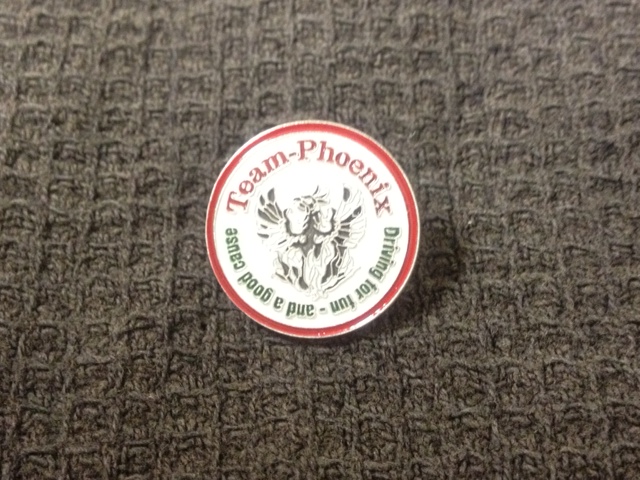 Team-Phoenix
Driving for fun - and a good cause